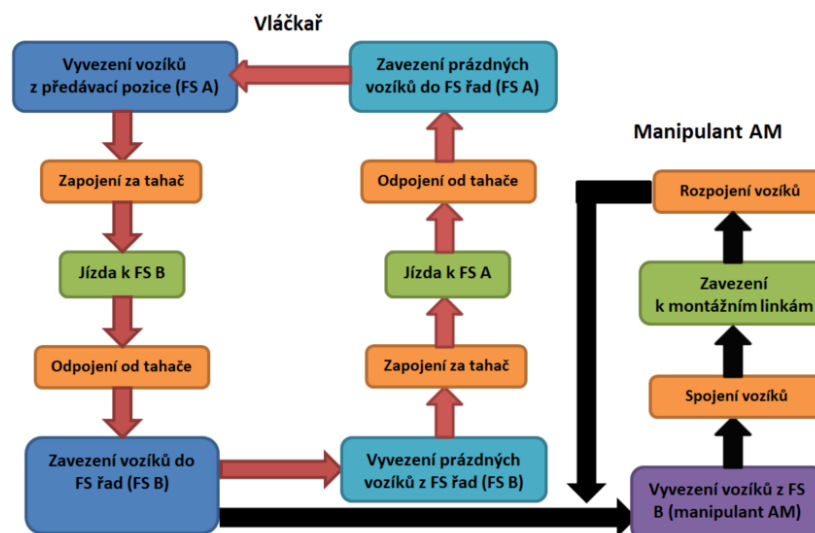 Vláčkař
Vyvezení vozíků
z předávací pozice (FS A)
Zavezení prázdných
vozíků do FS řad (FS A)
Manipulant AM
Zapojení za tahač
Odpojení od tahače
Rozpojení vozíků
Jízda k FS B
Jízda k FS A
Zavezení
k montážním linkám
Odpojení od tahače
Zapojení za tahač
Spojení vozíků
Zavezení vozíků do
FS řad (FS B)
Vyvezení prázdných
vozíků z FS řad (FS B)
Vyvezení vozíků z FS
B (manipulant AM)